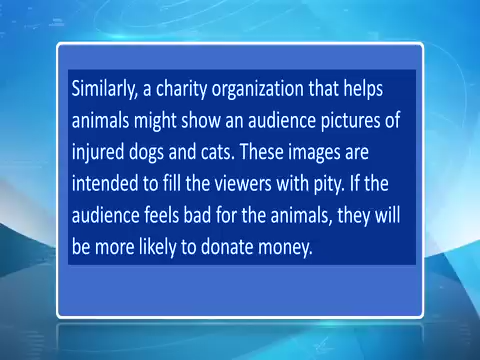 Similarly, a charity organization that helps
animals might show an audience pictures of
injured dogs and cats. These images are
intended to fill the viewers with pity. If the
audience feels bad for the animals, they will
be more likely to donate money.